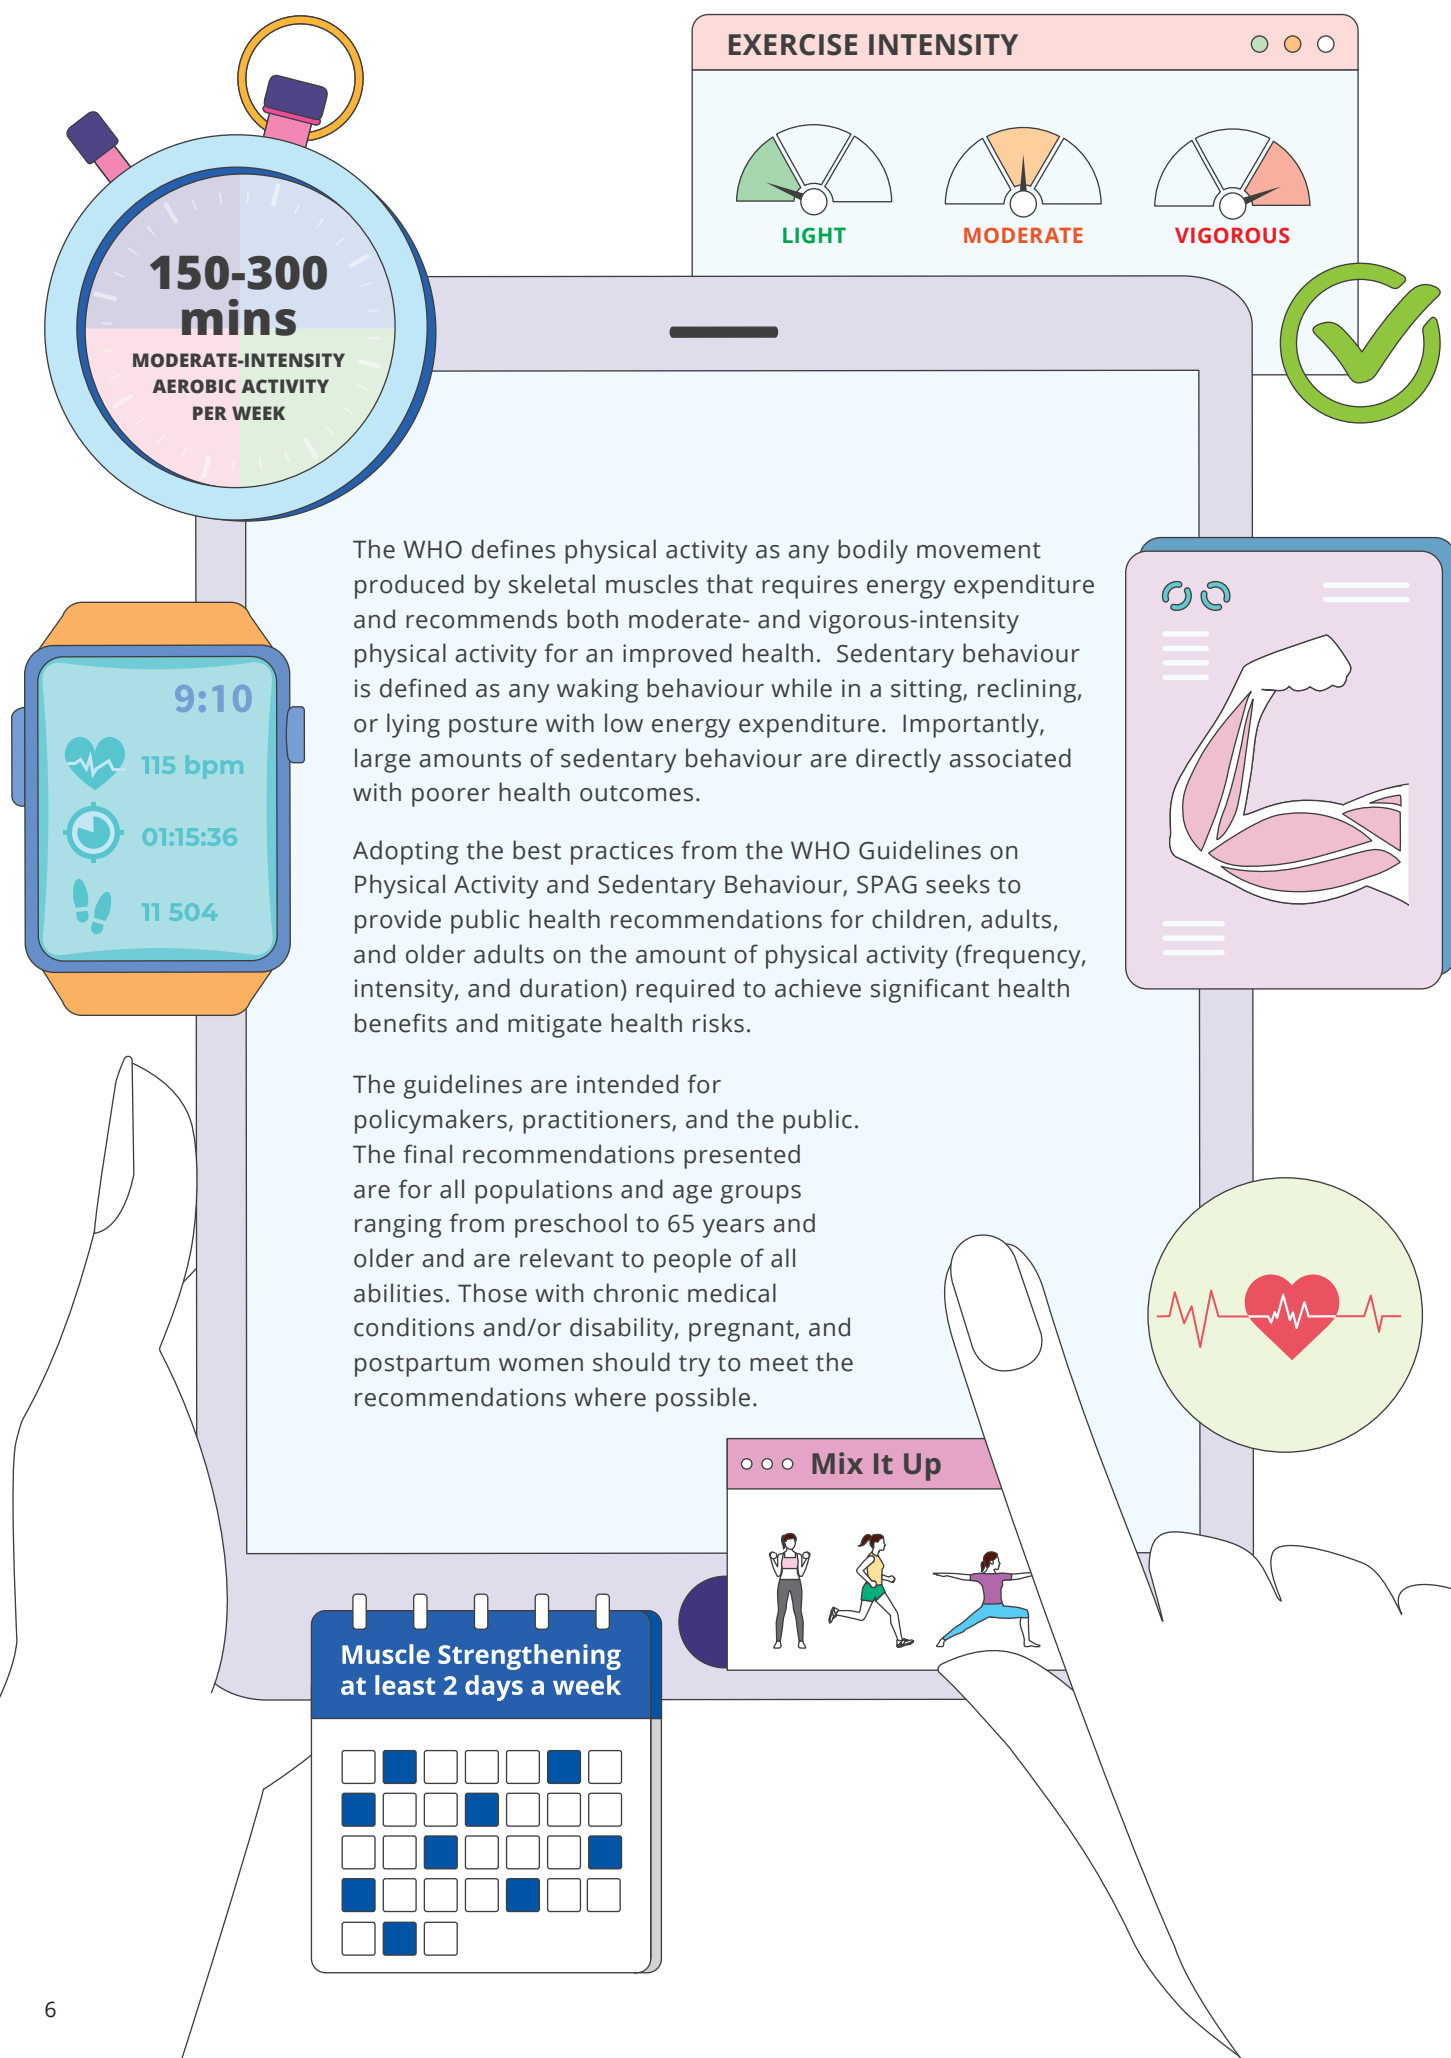 EXERCISE INTENSITY
LIGHT
MODERATE
VIGOROUS
150-300
mins
MODERATE-INTENSITY
AEROBIC ACTIVITY
PER WEEK
The WHO defines physical activity as any bodily movement
produced by skeletal muscles that requires energy expenditure
and recommends both moderate- and vigorous-intensity
physical activity for an improved health.  Sedentary behaviour
is defined as any waking behaviour while in a sitting, reclining,
or lying posture with low energy expenditure.  Importantly,
large amounts of sedentary behaviour are directly associated
with poorer health outcomes.
9:10
115 bpm
01:15:36
11 504
Adopting the best practices from the WHO Guidelines on
Physical Activity and Sedentary Behaviour, SPAG seeks to
provide public health recommendations for children, adults,
and older adults on the amount of physical activity (frequency,
intensity, and duration) required to achieve significant health
benefits and mitigate health risks.
The guidelines are intended for
policymakers, practitioners, and the public.
The final recommendations presented
are for all populations and age groups
ranging from preschool to 65 years and
older and are relevant to people of all
abilities. Those with chronic medical
conditions and/or disability, pregnant, and
postpartum women should try to meet the
recommendations where possible.
Mix It Up
Muscle Strengthening
at least 2 days a week
6